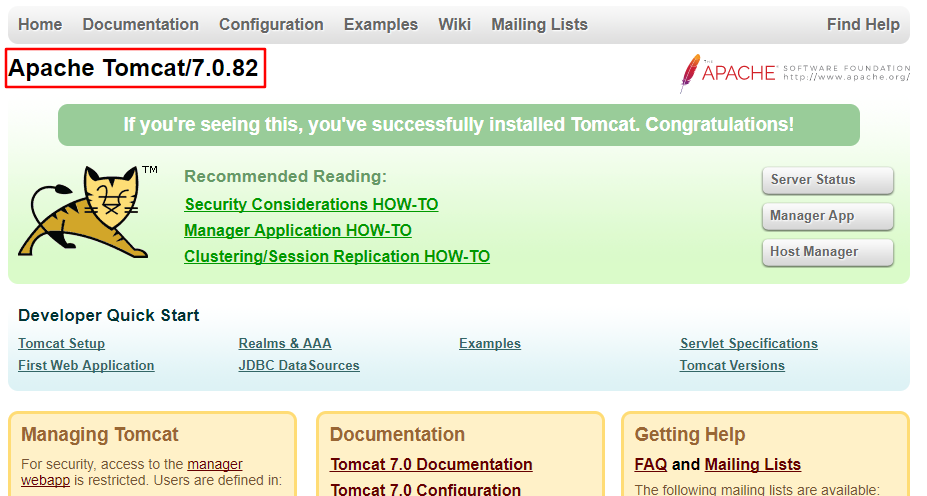 Home Documentation Configuration Examples Wiki Mailing Lists Find Help
Apache Tomcat/7.0.82
THE
APACHE SOFTWARE FOUNDATION
http://www.apache.org/
If you're seeing this, you've successfully installed Tomcat. Congratulations!
TM
Recommended Reading:
Security Considerations HOW-TO
Manager Application HOW-TO
Clustering/Session Replication HOW-TO
Server Status
Manager App
Host Manager
Developer Quick Start
Tomcat Setup
First Web Application
Realms & AAA
JDBC DataSources
Examples
Servlet Specifications
Tomcat Versions
Managing Tomcat
For security, access to the manager
webapp is restricted. Users are defined in:
Documentation
Tomcat 7.0 Documentation
Tomcat 7.0 Configuration
Getting Help
FAQ and Mailing Lists
The following mailing lists are available: